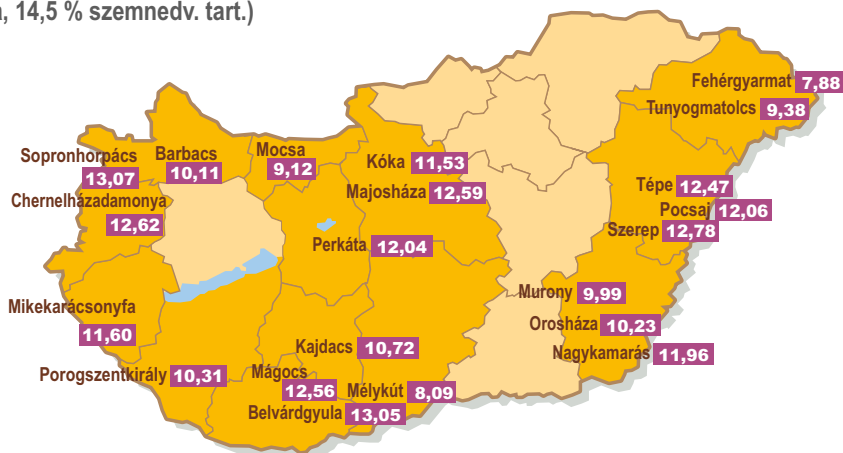 , 14,5 % szemnedv. tart.)
Fehérgyarmat 7,88
Tunyogmatolcs 9,38
Mocsa 9,12
Barbacs 10,11
Sopronhorpács 13,07
Kóka 11,53
Majosháza 12,59
Tépe 12,47
Chernelházadamonya 12,62
Pocsaj 12,06
Szerep 12,78
Perkáta 12,04
Murony 9,99
Mikekarácsonyfa 11,60
Orosháza 10,23
Kajdacs 10,72
Nagykamarás 11,96
Porogszentkirály 10,31
Mágocs 12,56
Mélykút 8,09
Belvárdgyula 13,05